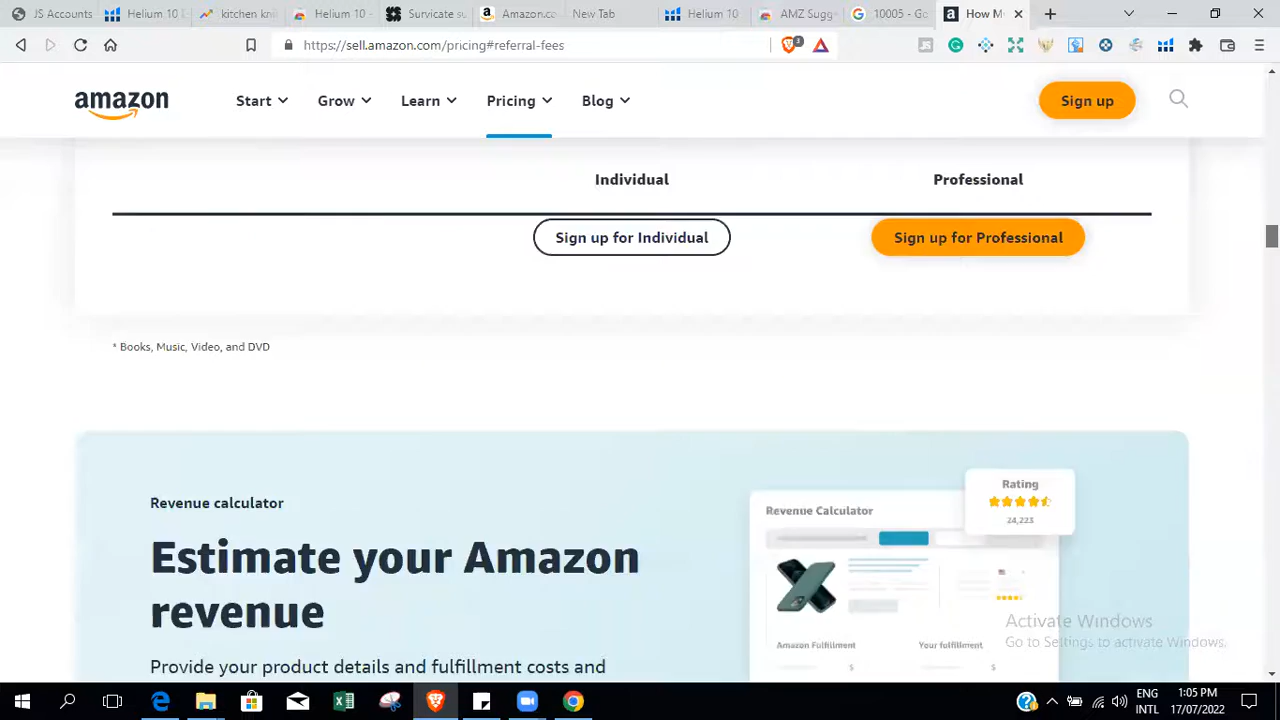 JS Accounts
Helium 10 E
kitchen kni
Helium 10 -
Survicate su
Amazon.co
New Tab
Helium 10
AMZ Sugg
10005 - Go
How M
https://sell.amazon.com/pricing#referral-fees
3
amazon
Start
Grow
Learn
Pricing
Blog
Sign up
Individual
Professional
Sign up for Individual
Sign up for Professional
* Books, Music, Video, and DVD
Revenue calculator
Estimate your Amazon
revenue
Provide your product details and fulfillment costs and
Rating
24,223
Revenue Calculator
Amazon Fulfillment
Your fulfillment
$
$
Activate Windows
Go to Settings to activate Windows.
ENG
INTL
1:05 PM
17/07/2022